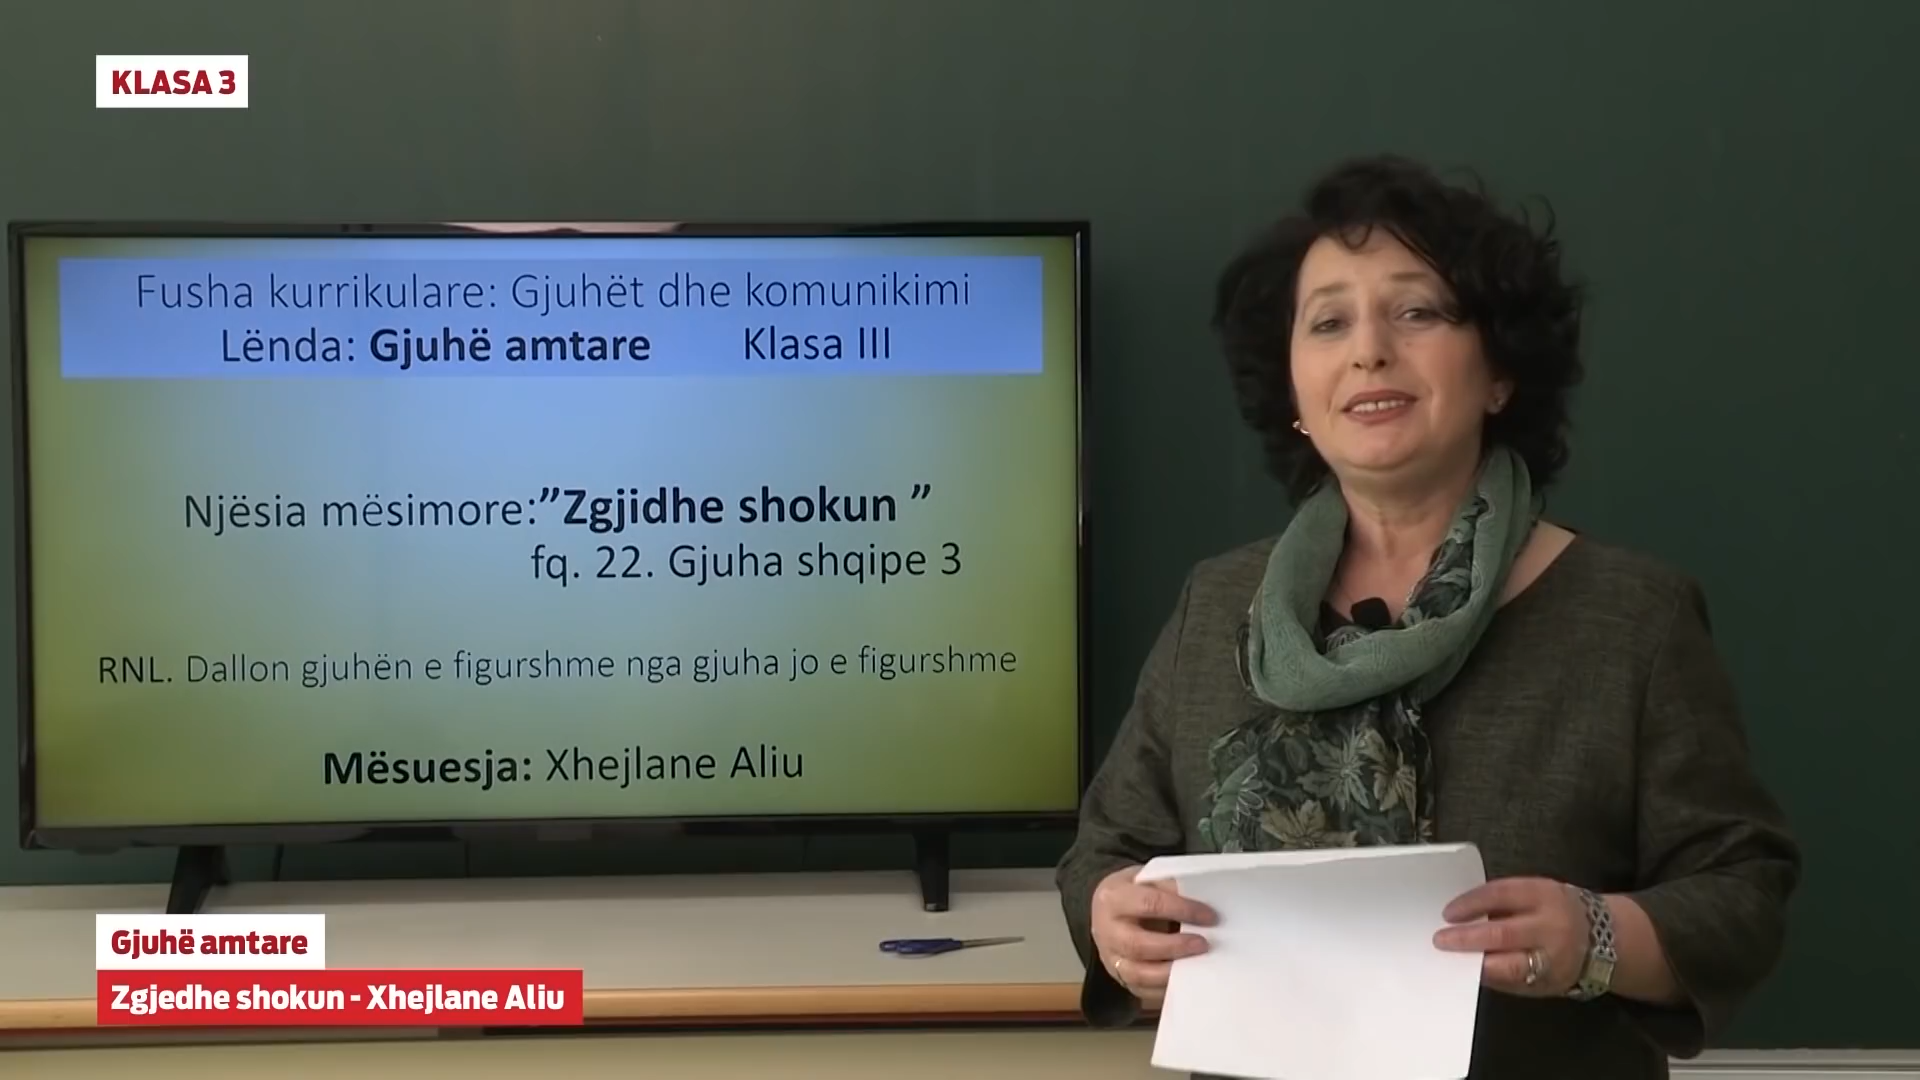 KLASA 3
Fusha kurrikulare: Gjuhët dhe komunikimi
Lënda: Gjuhë amtare Klasa III
Njësia mësimore:”Zgjidhe shokun ”
fq. 22. Gjuha shqipe 3
RNL. Dallon gjuhën e figurshme nga gjuha jo e figurshme
Mësuesja: Xhejlane Aliu
Gjuhë amtare
Zgjedhe shokun - Xhejlane Aliu